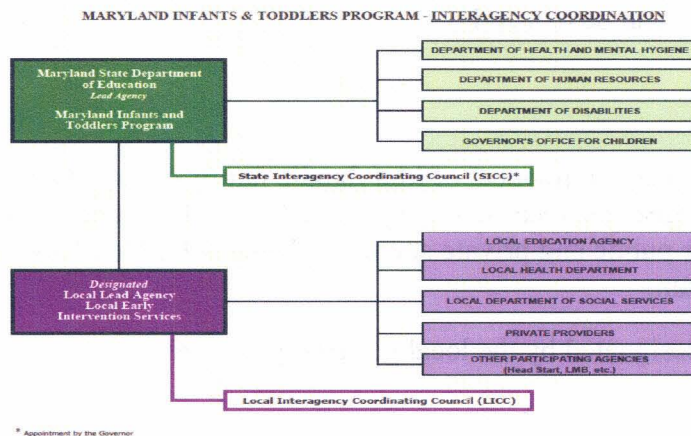 MARYLAND INFANTS & TODDLERS PROGRAM - INTERAGENCY COORDINATION
Maryland State Department
of Education
Lead Agency
Maryland Infants and
Toddlers Program
DEPARTMENT OF HEALTH AND MENTAL HYGIENE
DEPARTMENT OF HUMAN RESOURCES
DEPARTMENT OF DISABILITIES
GOVERNOR'S OFFICE FOR CHILDREN
State Interagency Coordinating Council (SICC)*
Designated
Local Lead Agency
Local Early
Intervention Services
LOCAL EDUCATION AGENCY
LOCAL HEALTH DEPARTMENT
LOCAL DEPARTMENT OF SOCIAL SERVICES
PRIVATE PROVIDERS
OTHER PARTICIPATING AGENCIES
(Head Start, LMB, etc.)
Local Interagency Coordinating Council (LICC)
* Appointment by the Governor